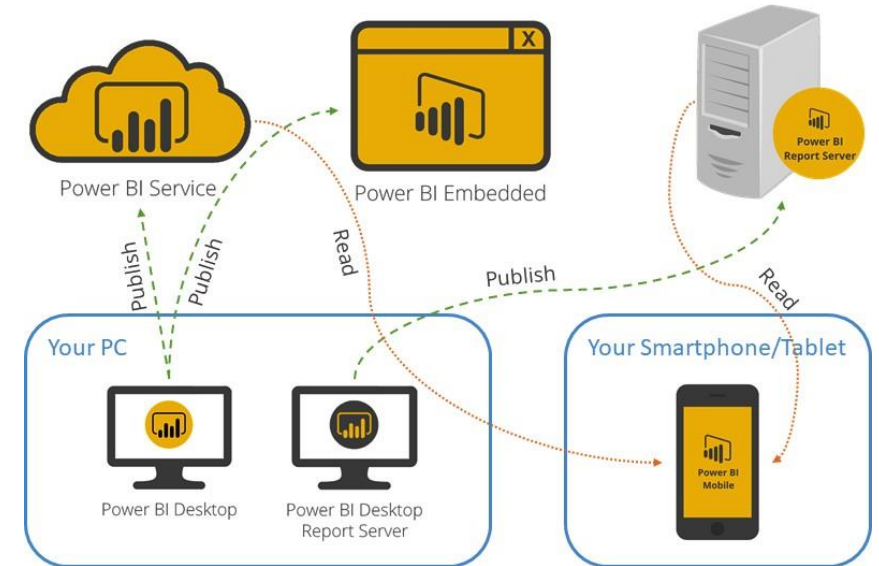 X
Power BI
Report Server
Power BI Service
Power BI Embedded
Publish
Publish
Read
Publish
Read
Your PC
Your Smartphone/Tablet
Power BI
Mobile
Power BI Desktop
Power BI Desktop
Report Server